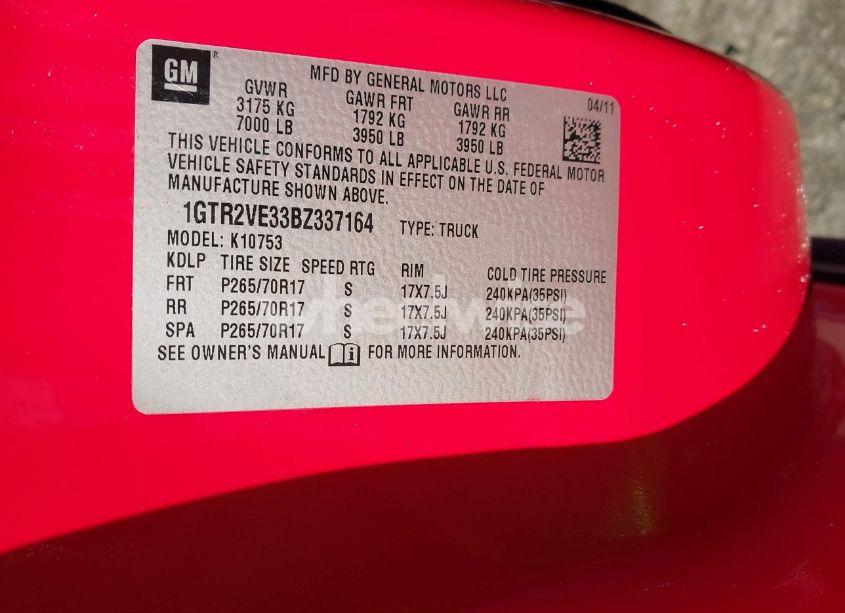 GM ®
MFD BY GENERAL MOTORS LLC
04/11
GVWR GAWR FRT GAWR RR
3175 KG 1792 KG 1792 KG
7000 LB 3950 LB 3950 LB
THIS VEHICLE CONFORMS TO ALL APPLICABLE U.S. FEDERAL MOTOR
VEHICLE SAFETY STANDARDS IN EFFECT ON THE DATE OF
MANUFACTURE SHOWN ABOVE.
1GTR2VE33BZ337164 TYPE: TRUCK
MODEL: K10753
KDLP TIRE SIZE SPEED RTG RIM COLD TIRE PRESSURE
FRT P265/70R17 S 17X7.5J 240KPA(35PSI)
RR P265/70R17 S 17X7.5J 240KPA(35PSI)
SPA P265/70R17 S 17X7.5J 240KPA(35PSI)
SEE OWNER'S MANUAL i FOR MORE INFORMATION.